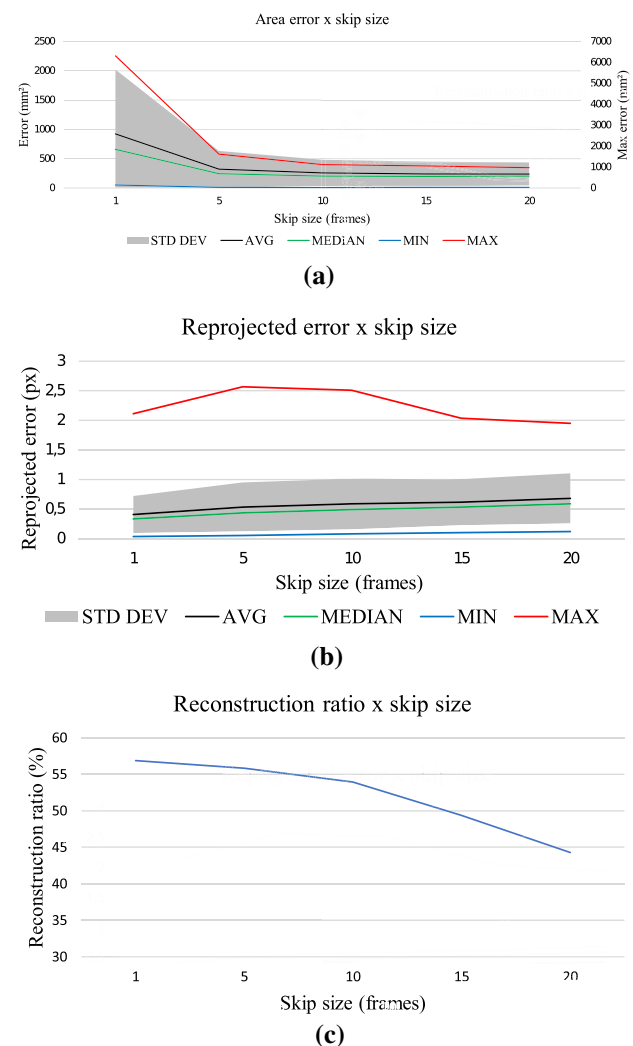 Area error x skip size
2500
2000
1500
1000
500
0
Error (mm²)
7000
6000
5000
4000
3000
2000
1000
0
Max error (mm²)
1 5 10 15 20
Skip size (frames)
STD DEV AVG MEDIAN MIN MAX
(a)
Reprojected error x skip size
3
2,5
2
1,5
1
0,5
0
Reprojected error (px)
1 5 10 15 20
Skip size (frames)
STD DEV AVG MEDIAN MIN MAX
(b)
Reconstruction ratio x skip size
60
55
50
45
40
35
30
Reconstruction ratio (%)
1 5 10 15 20
Skip size (frames)
(c)